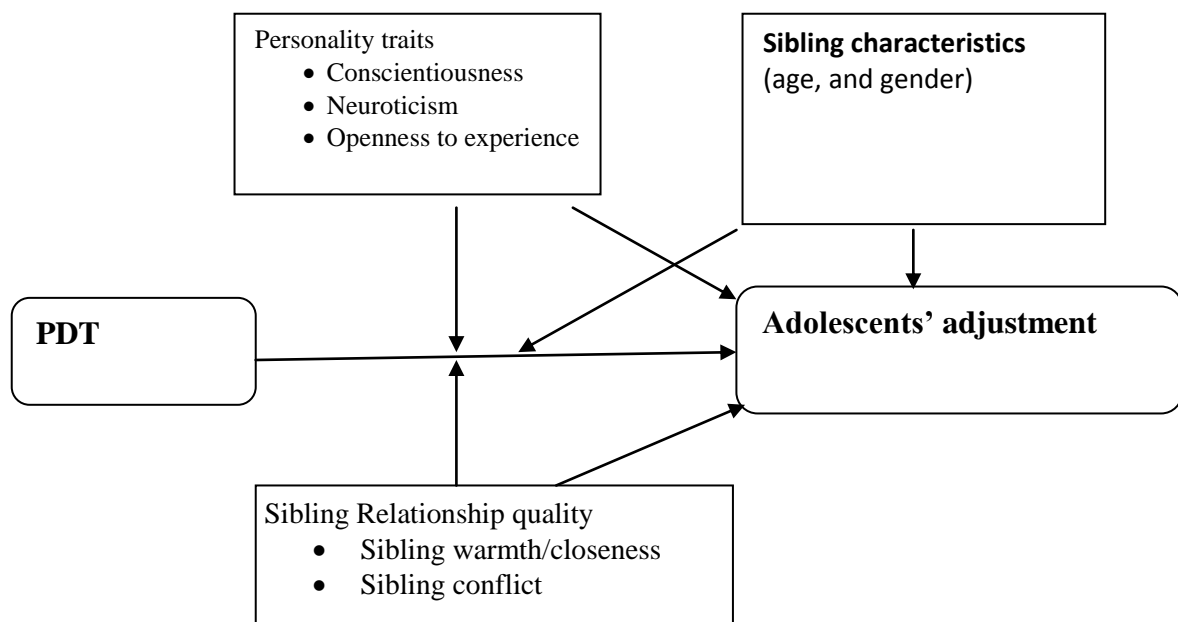 Personality traits
• Conscientiousness
• Neuroticism
• Openness to experience
Sibling characteristics
(age, and gender)
PDT
Adolescents’ adjustment
Sibling Relationship quality
• Sibling warmth/closeness
• Sibling conflict